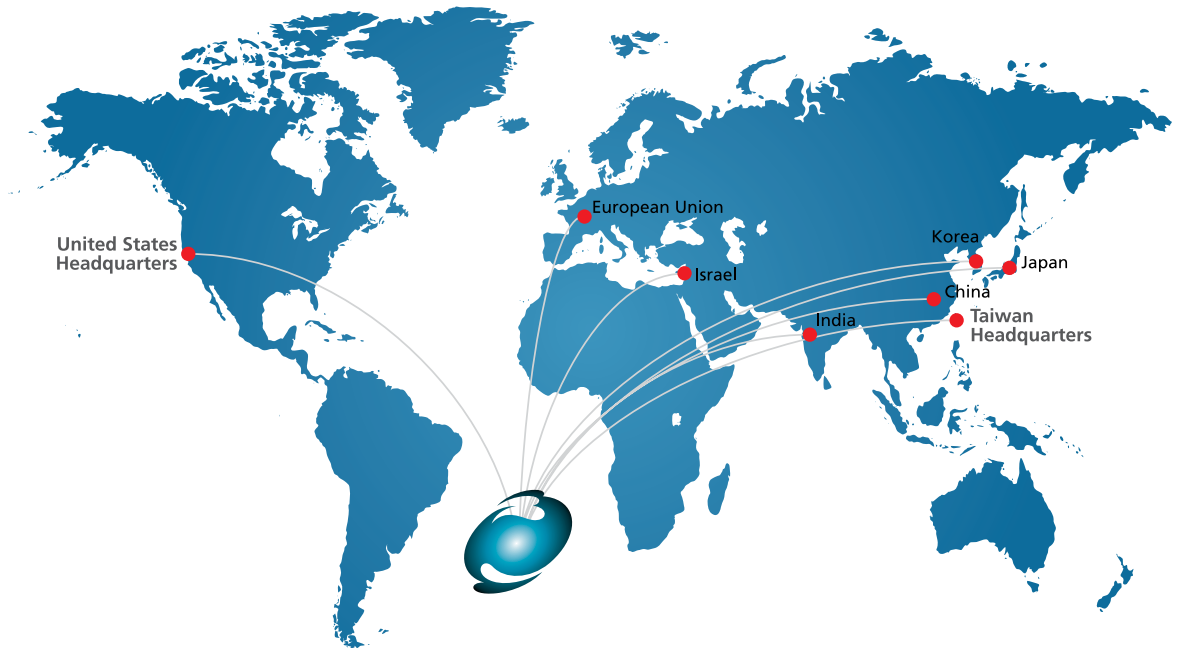 European Union
United States
Headquarters
Korea
Japan
Israel
China
India
Taiwan
Headquarters